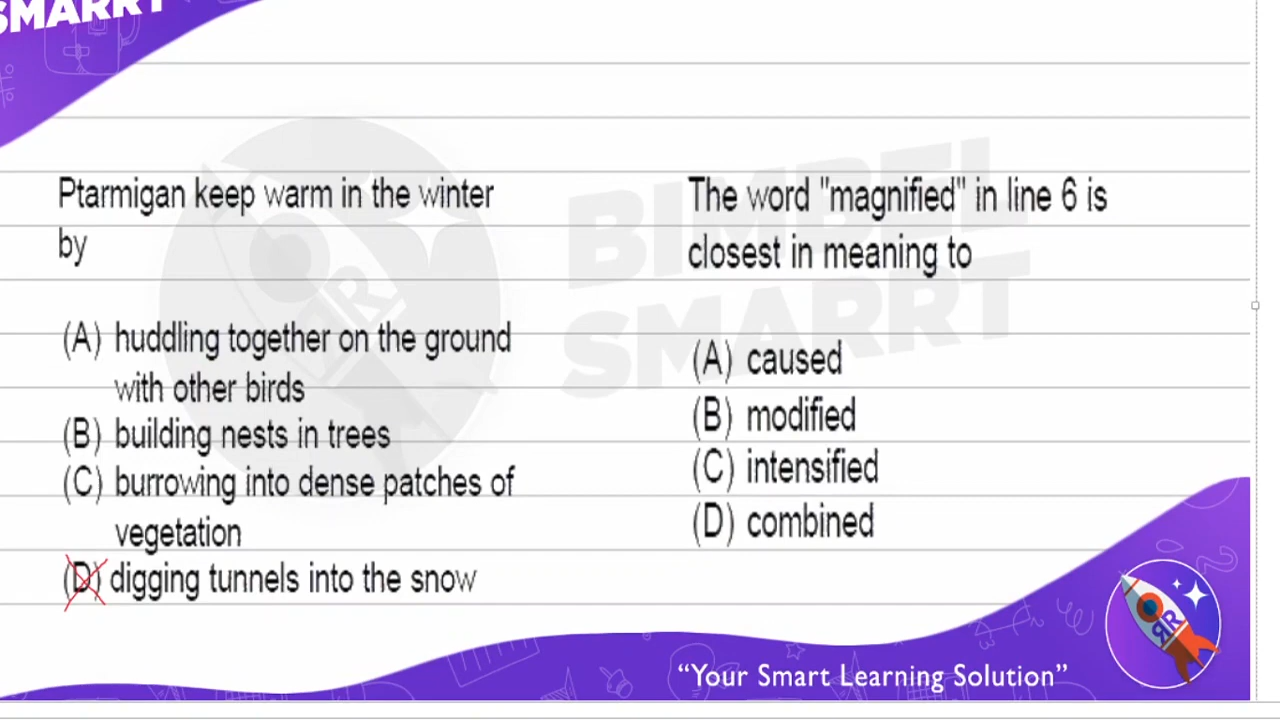 SMARRT
BIMBEL
SMARRT
Ptarmigan keep warm in the winter
by
(A) huddling together on the ground
with other birds
(B) building nests in trees
(C) burrowing into dense patches of
vegetation
(D) digging tunnels into the snow
The word "magnified" in line 6 is
closest in meaning to
(A) caused
(B) modified
(C) intensified
(D) combined
“Your Smart Learning Solution”